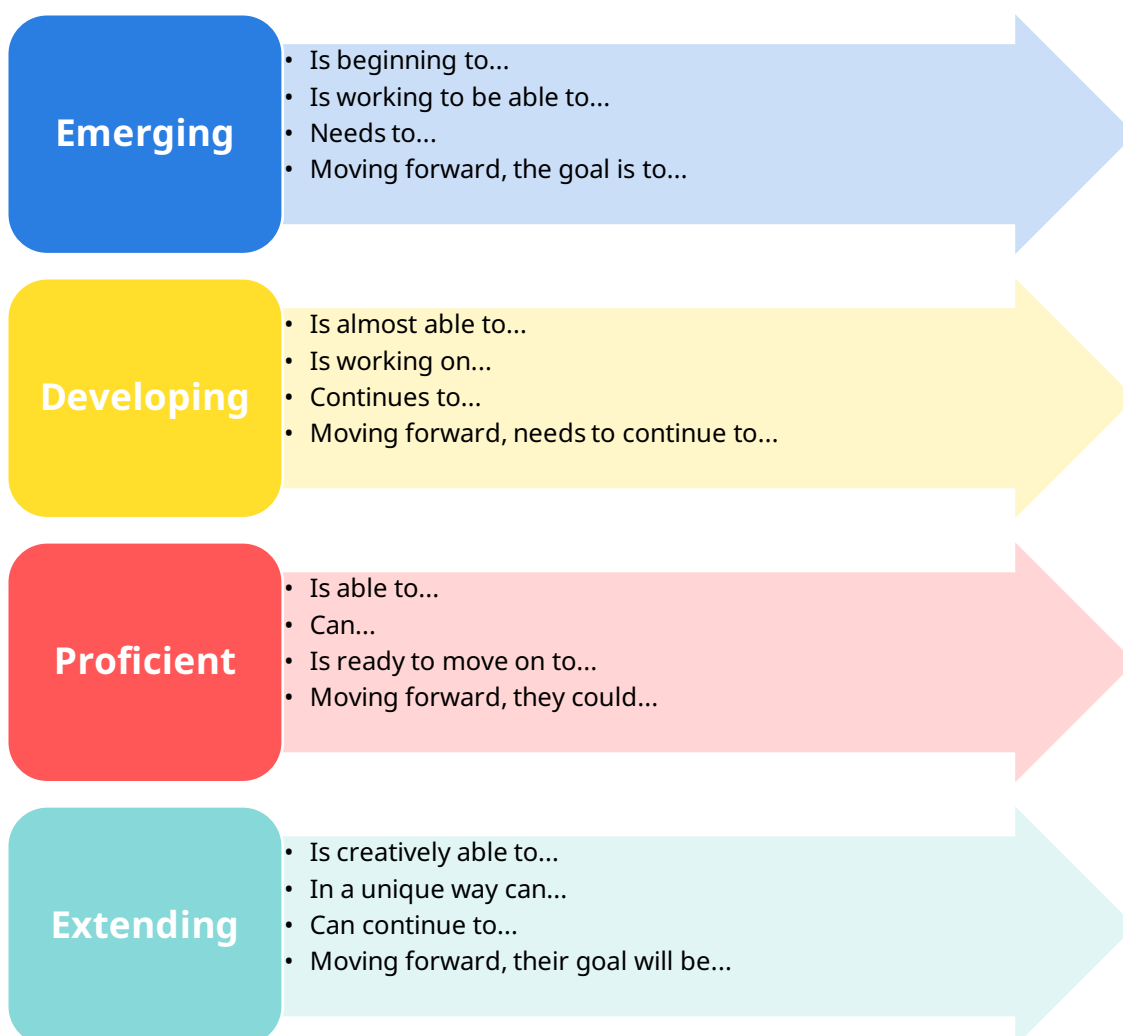 Emerging
• Is beginning to...
• Is working to be able to...
• Needs to...
• Moving forward, the goal is to...
Developing
• Is almost able to...
• Is working on...
• Continues to...
• Moving forward, needs to continue to...
Proficient
• Is able to...
• Can...
• Is ready to move on to...
• Moving forward, they could...
Extending
• Is creatively able to...
• In a unique way can...
• Can continue to...
• Moving forward, their goal will be...